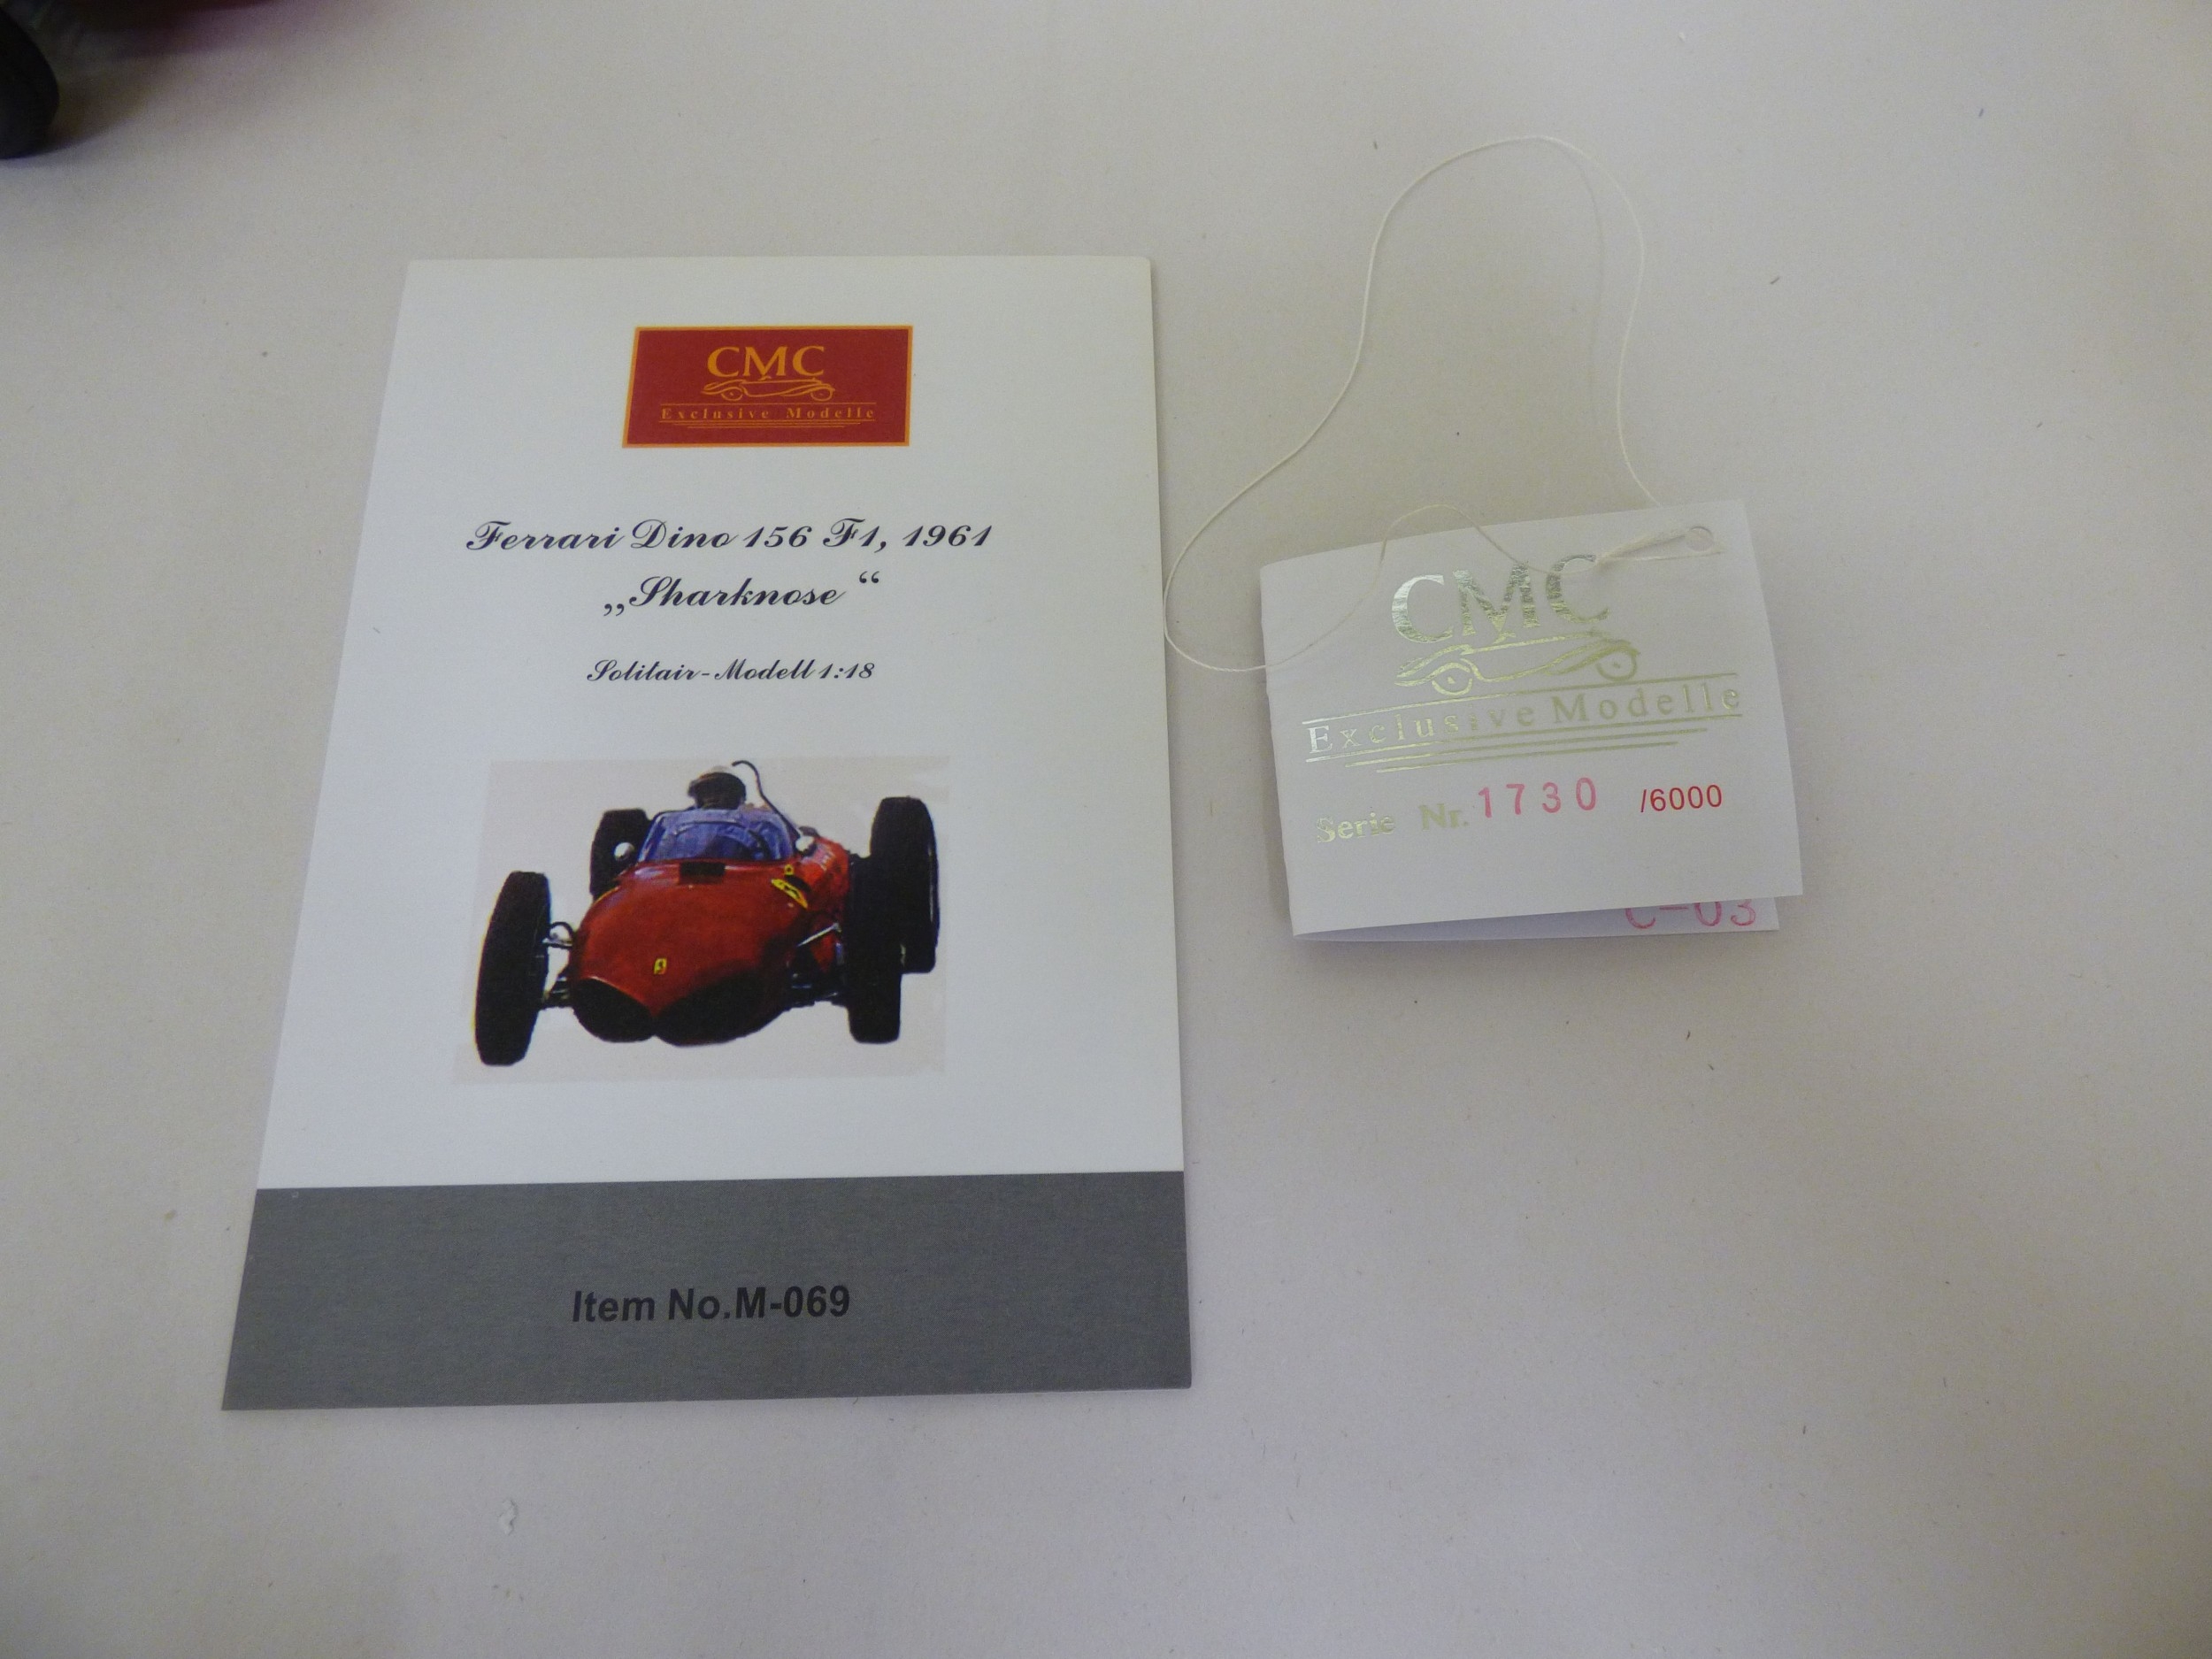 CMC
Exclusive Modelle
Ferrari Dino 156 F1, 1961
„Sharknose“
Solitair-Modell 1:18
Item No.M-069
CMC
Exclusive Modelle
Serie Nr. 1730 /6000
C-03